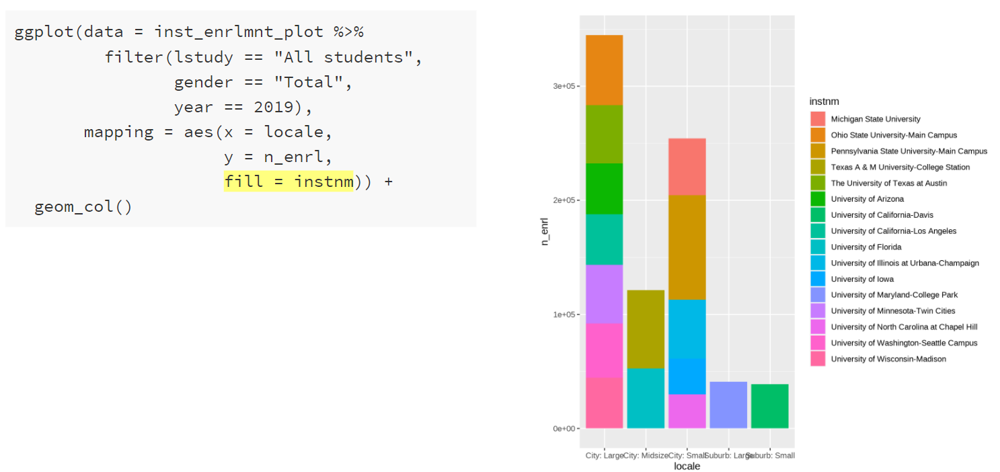 ggplot(data = inst_enrlmnt_plot %>%
filter(lstudy == "All students",
gender == "Total",
year == 2019),
mapping = aes(x = locale,
y = n_enrl,
fill = instnm)) +
geom_col()
3e+05
2e+05
1e+05
0e+00
n_enrl
City: Large
City: Midsize
City: Small
Suburb: Large
Suburb: Small
locale
instnm
Michigan State University
Ohio State University-Main Campus
Pennsylvania State University-Main Campus
Texas A & M University-College Station
The University of Texas at Austin
University of Arizona
University of California-Davis
University of California-Los Angeles
University of Florida
University of Illinois at Urbana-Champaign
University of Iowa
University of Maryland-College Park
University of Minnesota-Twin Cities
University of North Carolina at Chapel Hill
University of Washington-Seattle Campus
University of Wisconsin-Madison